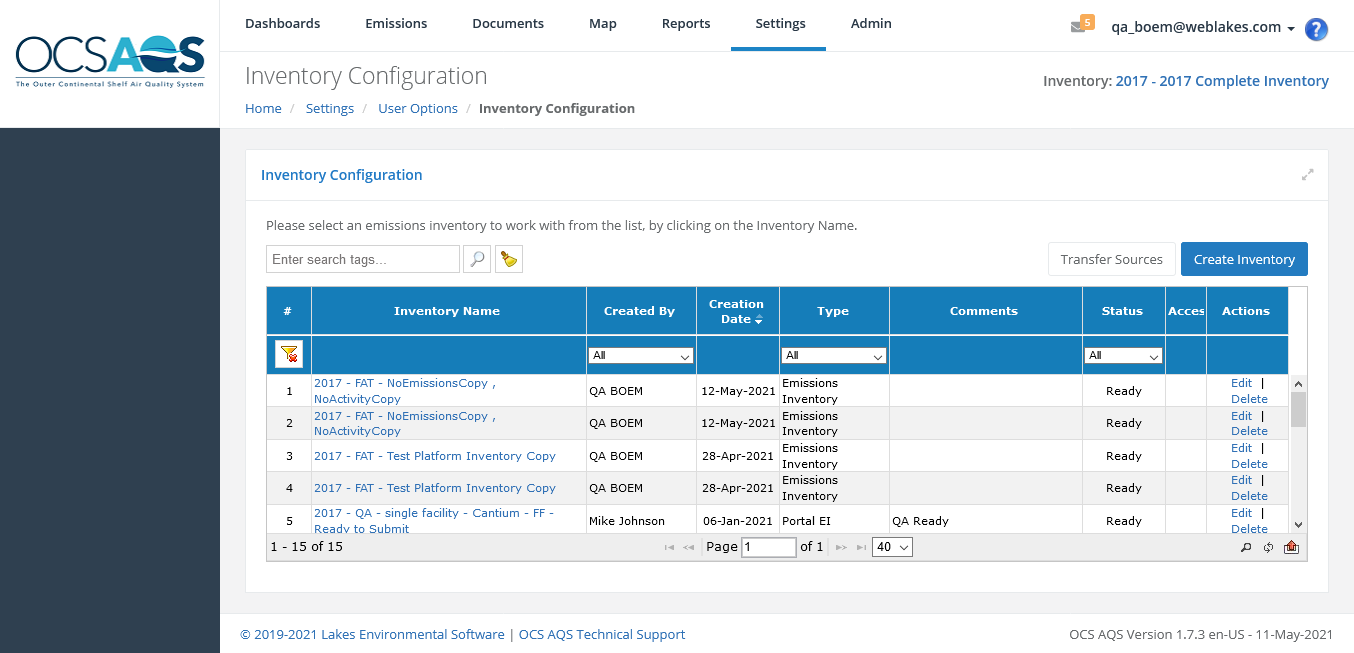 OCSAQS
The Outer Continental Shelf Air Quality System
Dashboards Emissions Documents Map Reports Settings Admin
5 qa_boem@weblakes.com ?
Inventory Configuration
Inventory: 2017 - 2017 Complete Inventory
Home / Settings / User Options / Inventory Configuration
Inventory Configuration
Please select an emissions inventory to work with from the list, by clicking on the Inventory Name.
Enter search tags... Transfer Sources Create Inventory
# Inventory Name Created By Creation Date Type Comments Status Acces Actions
All All All
1 2017 - FAT - NoEmissionsCopy , NoActivityCopy QA BOEM 12-May-2021 Emissions Inventory Ready Edit | Delete
2 2017 - FAT - NoEmissionsCopy , NoActivityCopy QA BOEM 12-May-2021 Emissions Inventory Ready Edit | Delete
3 2017 - FAT - Test Platform Inventory Copy QA BOEM 28-Apr-2021 Emissions Inventory Ready Edit | Delete
4 2017 - FAT - Test Platform Inventory Copy QA BOEM 28-Apr-2021 Emissions Inventory Ready Edit | Delete
5 2017 - QA - single facility - Cantium - FF - Ready to Submit Mike Johnson 06-Jan-2021 Portal EI QA Ready Ready Edit | Delete
1 - 15 of 15 Page 1 of 1 40
© 2019-2021 Lakes Environmental Software | OCS AQS Technical Support
OCS AQS Version 1.7.3 en-US - 11-May-2021